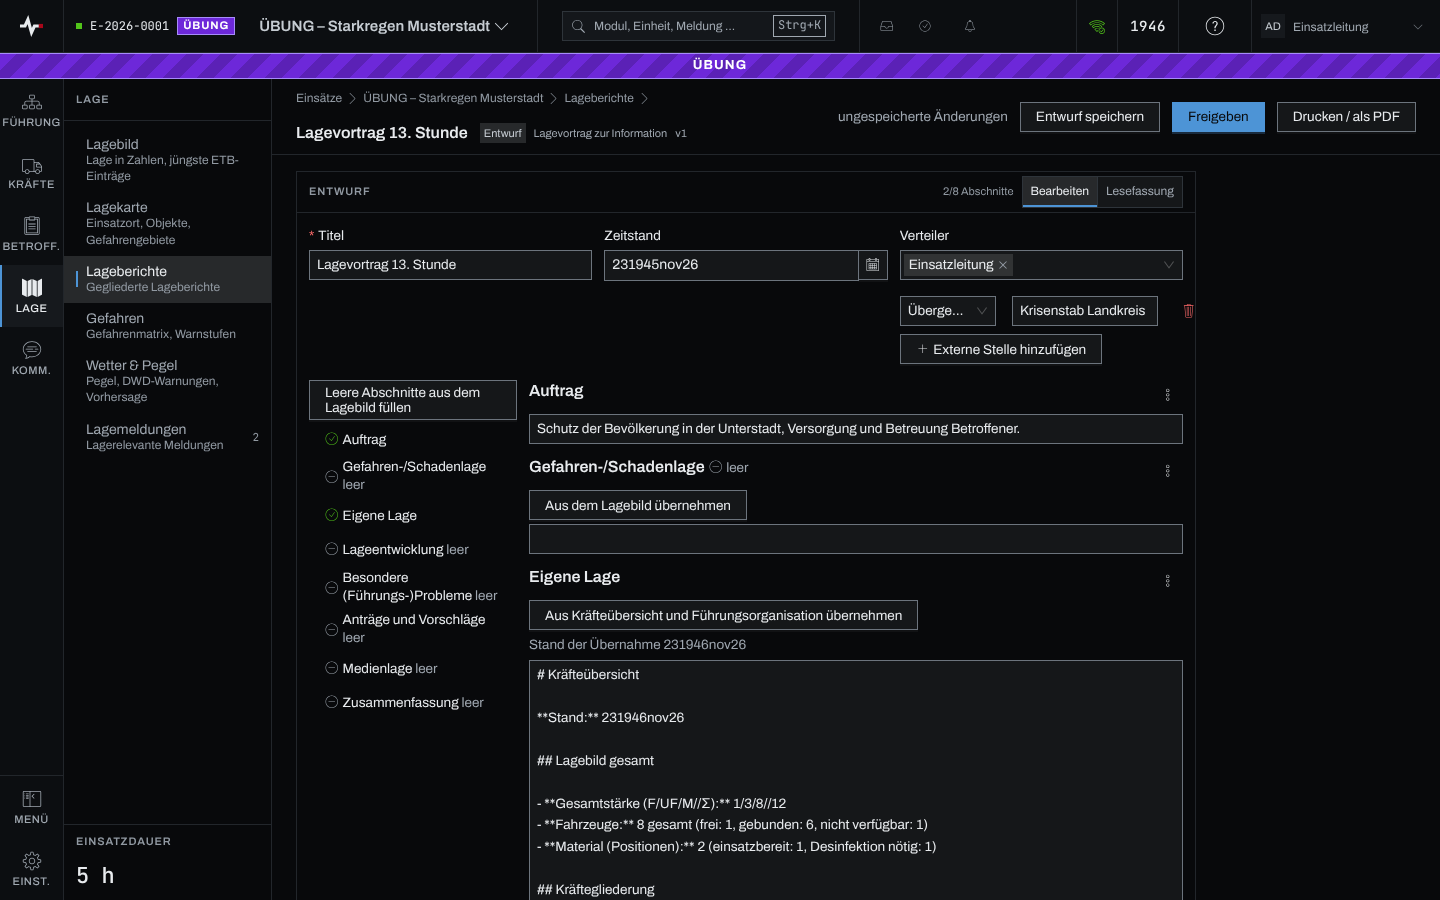 E-2026-0001 ÜBUNG ÜBUNG – Starkregen Musterstadt Modul, Einheit, Meldung ... Strg+K 1946 AD Einsatzleitung
ÜBUNG
FÜHRUNG
KRÄFTE
BETROFF.
LAGE
KOMM.
MENÜ
EINST.
LAGE
Lagebild
Lage in Zahlen, jüngste ETB-
Einträge
Lagekarte
Einsatzort, Objekte,
Gefahrengebiete
Lageberichte
Gegliederte Lageberichte
Gefahren
Gefahrenmatrix, Warnstufen
Wetter & Pegel
Pegel, DWD-Warnungen,
Vorhersage
Lagemeldungen
Lagerelevante Meldungen 2
EINSATZDAUER
5 h
Einsätze ÜBUNG – Starkregen Musterstadt Lageberichte
Lagevortrag 13. Stunde Entwurf Lagevortrag zur Information v1
ungespeicherte Änderungen Entwurf speichern Freigeben Drucken / als PDF
ENTWURF 2/8 Abschnitte Bearbeiten Lesefassung
* Titel Zeitstand Verteiler
Lagevortrag 13. Stunde 231945nov26 Einsatzleitung
Überge... Krisenstab Landkreis
+ Externe Stelle hinzufügen
Leere Abschnitte aus dem
Lagebild füllen
Auftrag
Gefahren-/Schadenlage
leer
Eigene Lage
Lageentwicklung leer
Besondere
(Führungs-)Probleme leer
Anträge und Vorschläge
leer
Medienlage leer
Zusammenfassung leer
Auftrag
Schutz der Bevölkerung in der Unterstadt, Versorgung und Betreuung Betroffener.
Gefahren-/Schadenlage leer
Aus dem Lagebild übernehmen
Eigene Lage
Aus Kräfteübersicht und Führungsorganisation übernehmen
Stand der Übernahme 231946nov26
# Kräfteübersicht
**Stand:** 231946nov26
## Lagebild gesamt
- **Gesamtstärke (F/UF/M//Σ):** 1/3/8//12
- **Fahrzeuge:** 8 gesamt (frei: 1, gebunden: 6, nicht verfügbar: 1)
- **Material (Positionen):** 2 (einsatzbereit: 1, Desinfektion nötig: 1)
## Kräftegliederung